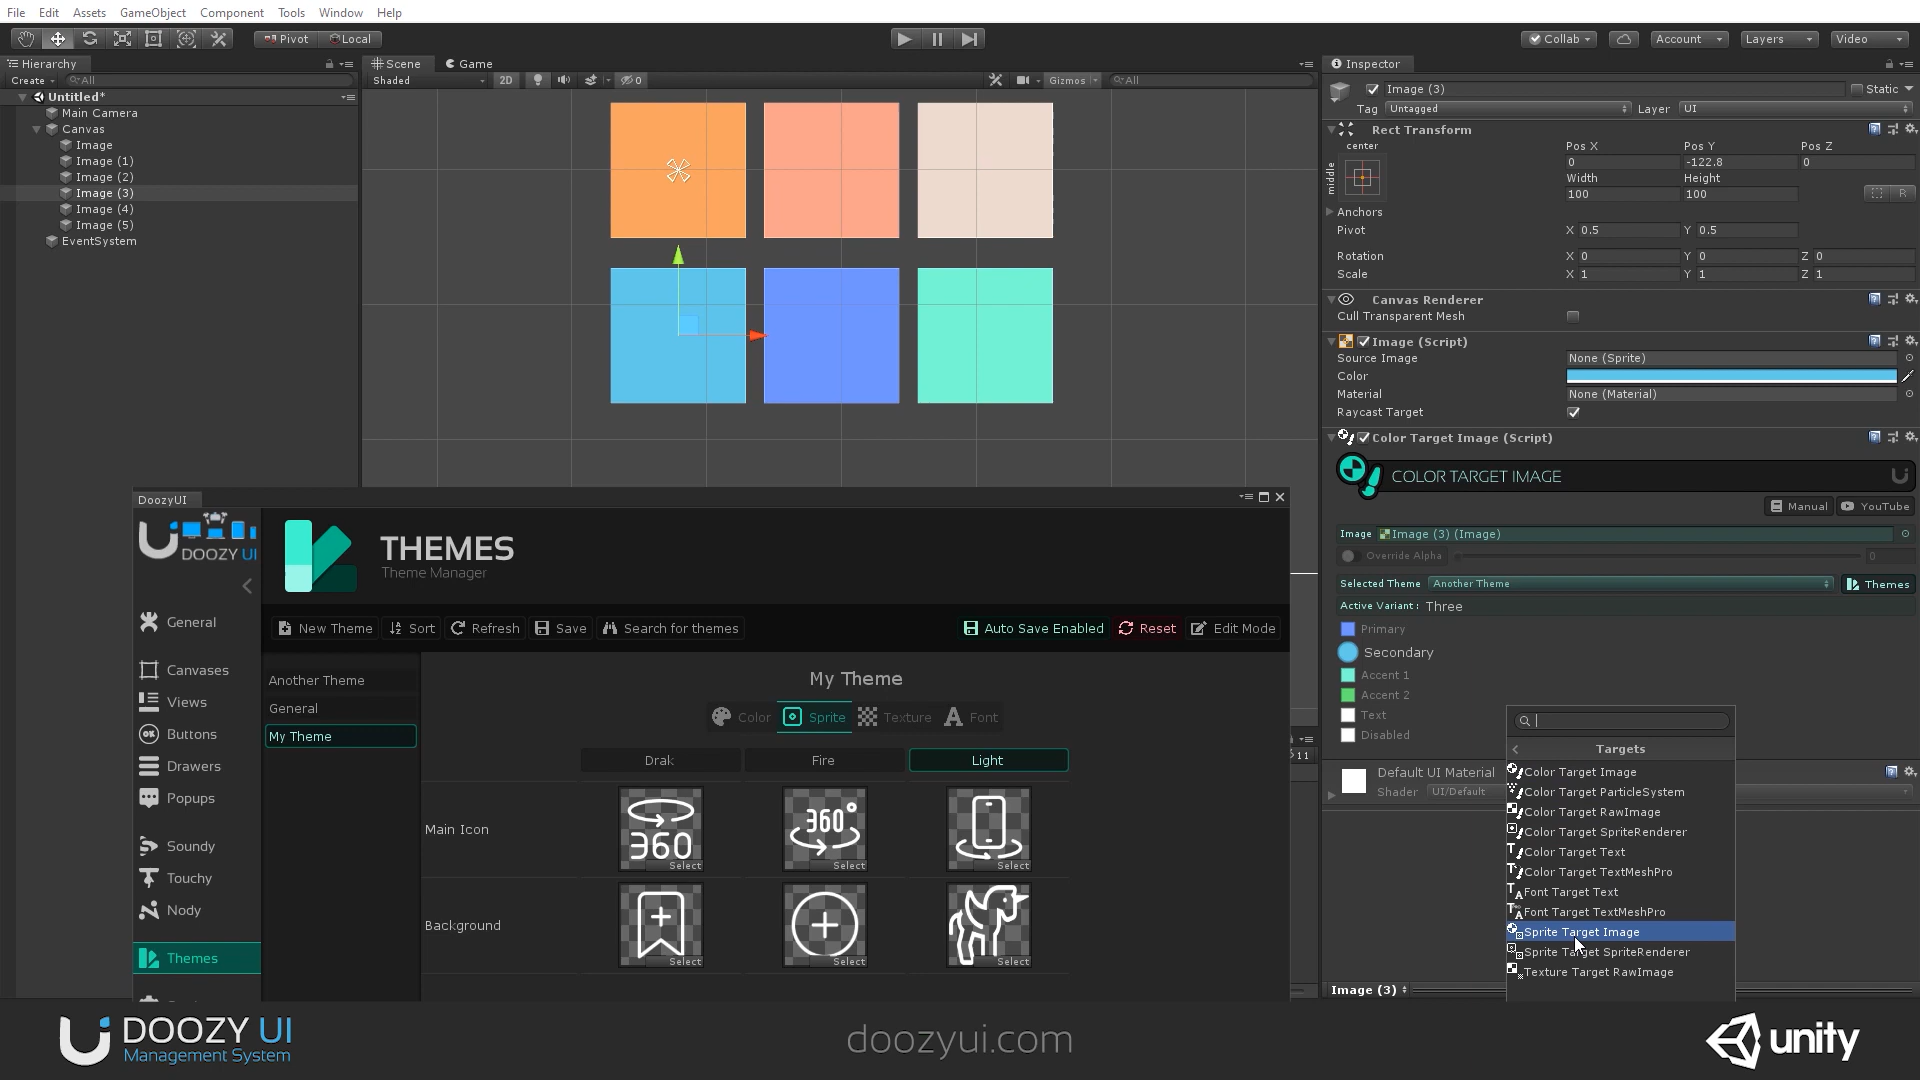 File Edit Assets GameObject Component Tools Window Help
Pivot Local
Collab Account Layers Video
Hierarchy
Create All
Untitled*
Main Camera
Canvas
Image
Image (1)
Image (2)
Image (3)
Image (4)
Image (5)
EventSystem
Scene Game
Shaded 2D 0 Gizmos All
Inspector
Image (3) Static
Tag Untagged Layer UI
Rect Transform
center
middle
Pos X Pos Y Pos Z
0 -122.8 0
Width Height
100 100 R
Anchors
Pivot X 0.5 Y 0.5
Rotation X 0 Y 0 Z 0
Scale X 1 Y 1 Z 1
Canvas Renderer
Cull Transparent Mesh
Image (Script)
Source Image None (Sprite)
Color
Material None (Material)
Raycast Target
Color Target Image (Script)
COLOR TARGET IMAGE
Manual YouTube
Image Image (3) (Image)
Override Alpha 0
Selected Theme Another Theme Themes
Active Variant: Three
Primary
Secondary
Accent 1
Accent 2
Text
Disabled
Default UI Material
Shader UI/Default
11
Targets
Color Target Image
Color Target ParticleSystem
Color Target RawImage
Color Target SpriteRenderer
Color Target Text
Color Target TextMeshPro
Font Target Text
Font Target TextMeshPro
Sprite Target Image
Sprite Target SpriteRenderer
Texture Target RawImage
Image (3)
DoozyUI
DOOZY UI
General
Canvases
Views
Buttons
Drawers
Popups
Soundy
Touchy
Nody
Themes
THEMES
Theme Manager
New Theme Sort Refresh Save Search for themes Auto Save Enabled Reset Edit Mode
Another Theme
General
My Theme
My Theme
Color Sprite Texture Font
Drak Fire Light
Main Icon
360 360°
Select Select Select
Background
Select Select Select
DOOZY UI
Management System
doozyui.com
unity